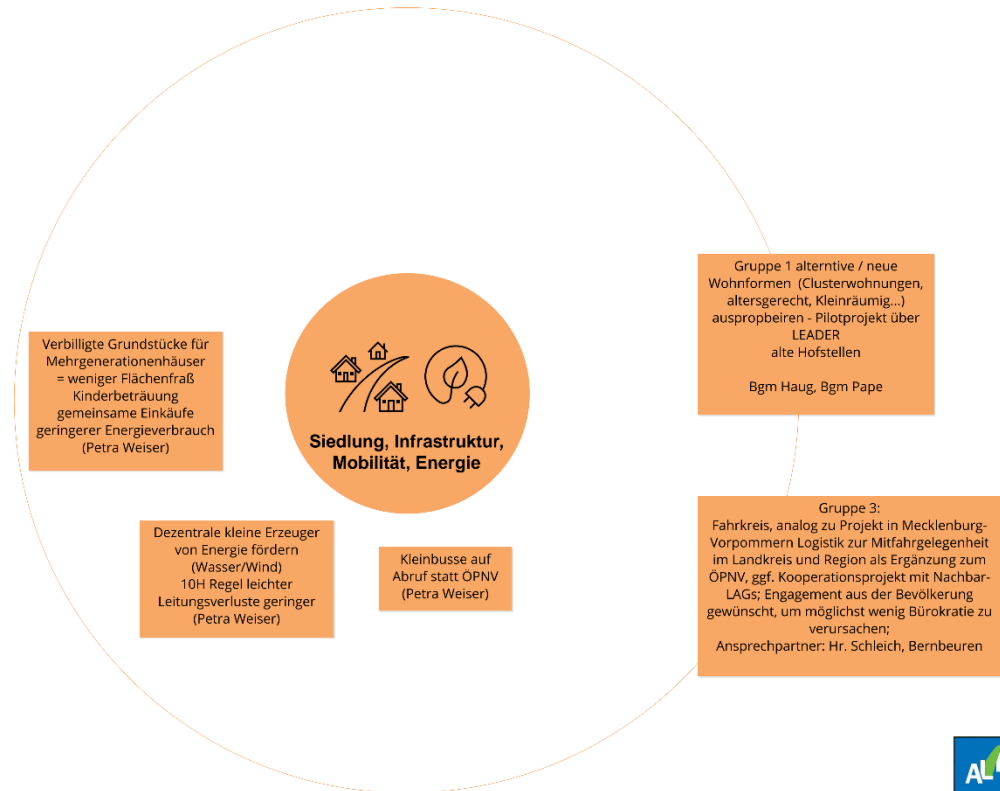 Gruppe 1 alterntive / neue
Wohnformen (Clusterwohnungen,
altersgerecht, Kleinräumig...)
auspropbeiren - Pilotprojekt über
LEADER
alte Hofstellen
Bgm Haug, Bgm Pape
Verbilligte Grundstücke für
Mehrgenerationenhäuser
= weniger Flächenfraß
Kinderbeträuung
gemeinsame Einkäufe
geringerer Energieverbrauch
(Petra Weiser)
Siedlung, Infrastruktur,
Mobilität, Energie
Dezentrale kleine Erzeuger
von Energie fördern
(Wasser/Wind)
10H Regel leichter
Leitungsverluste geringer
(Petra Weiser)
Kleinbusse auf
Abruf statt ÖPNV
(Petra Weiser)
Gruppe 3:
Fahrkreis, analog zu Projekt in Mecklenburg-
Vorpommern Logistik zur Mitfahrgelegenheit
im Landkreis und Region als Ergänzung zum
ÖPNV, ggf. Kooperationsprojekt mit Nachbar-
LAGs; Engagement aus der Bevölkerung
gewünscht, um möglichst wenig Bürokratie zu
verursachen;
Ansprechpartner: Hr. Schleich, Bernbeuren